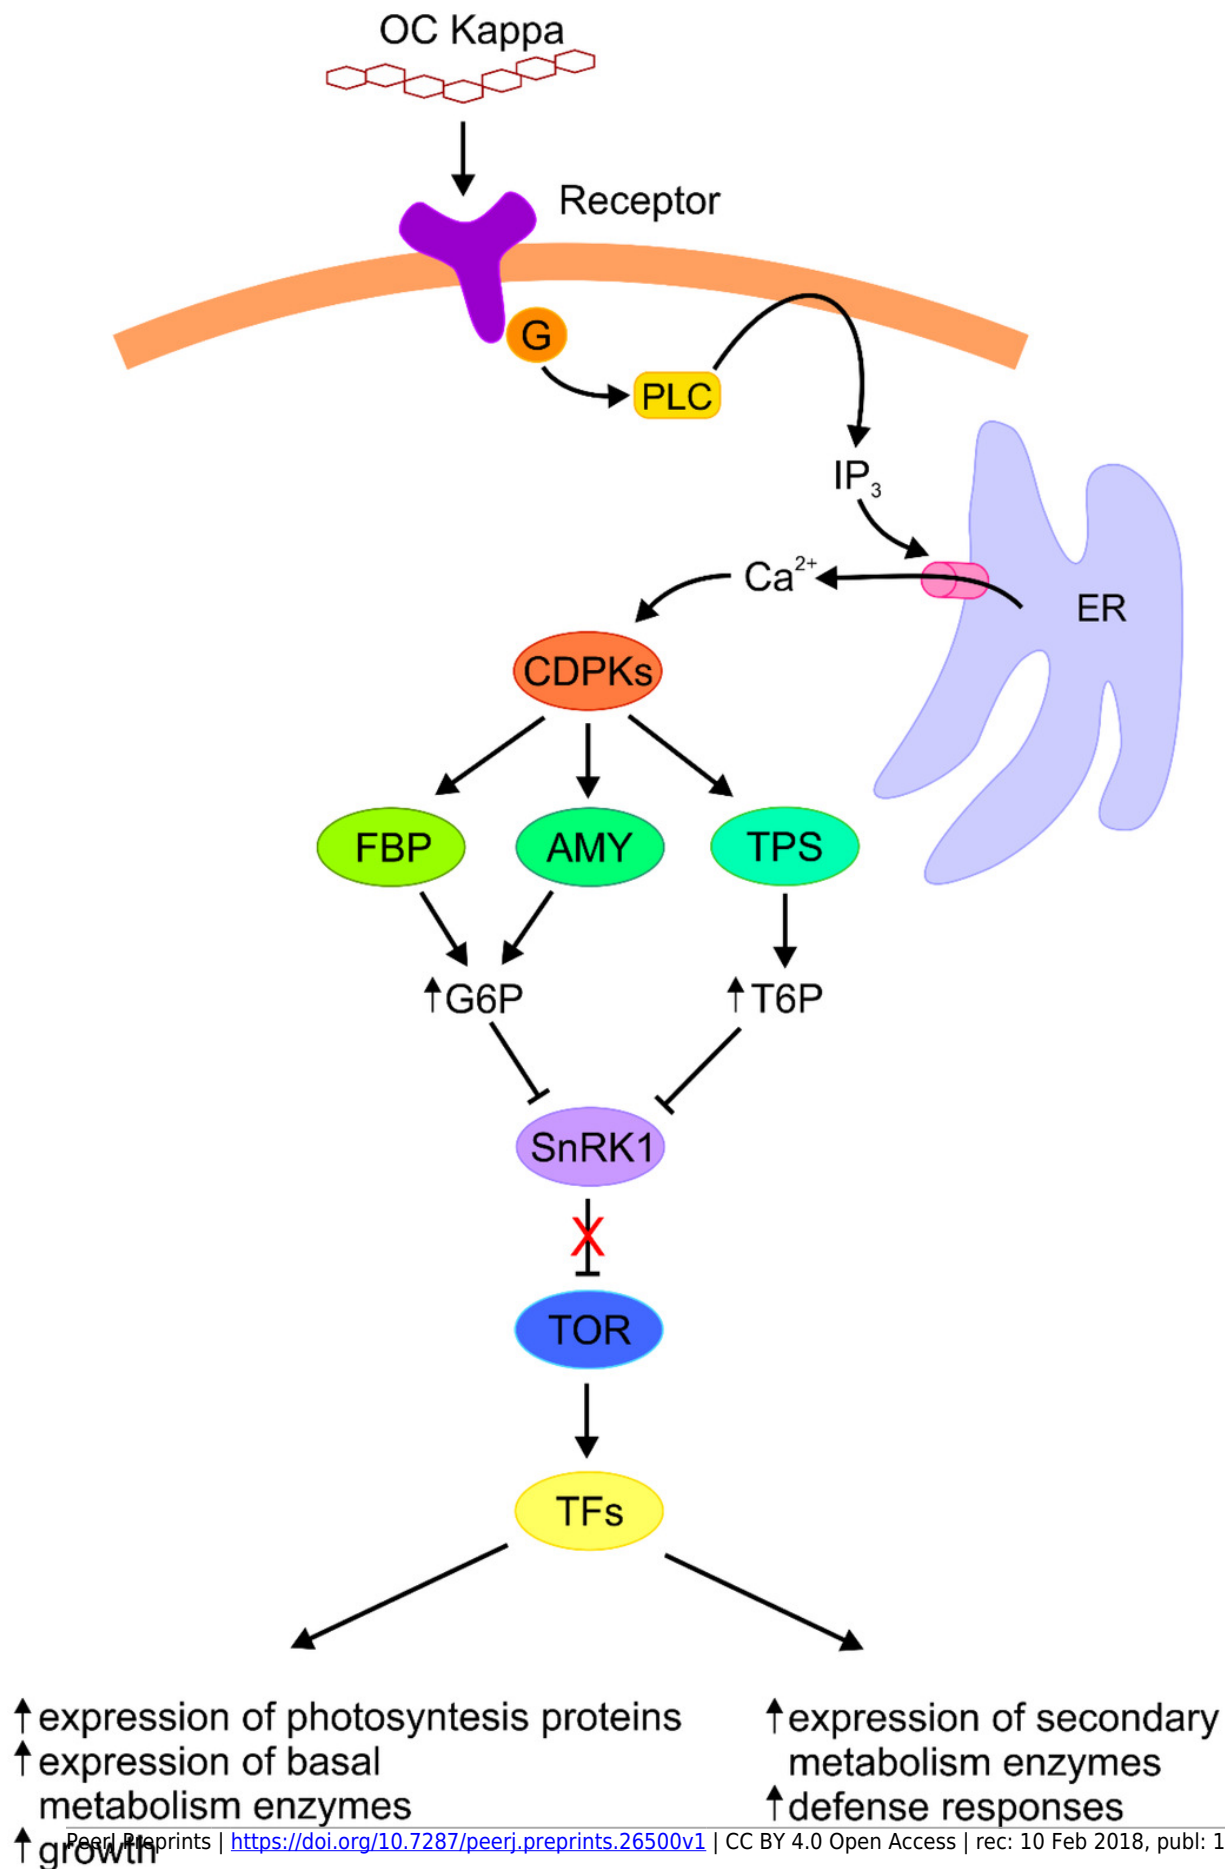 OC Kappa
Receptor
G
PLC
IP₃
Ca²⁺
ER
CDPKs
FBP
AMY
TPS
G6P
T6P
SnRK1
X
TOR
TFs
↑expression of photosyntesis proteins
↑expression of basal
metabolism enzymes
↑growth
↑expression of secondary
metabolism enzymes
↑defense responses
PeerJ Preprints | https://doi.org/10.7287/peerj.preprints.26500v1 | CC BY 4.0 Open Access | rec: 10 Feb 2018, publ: 1